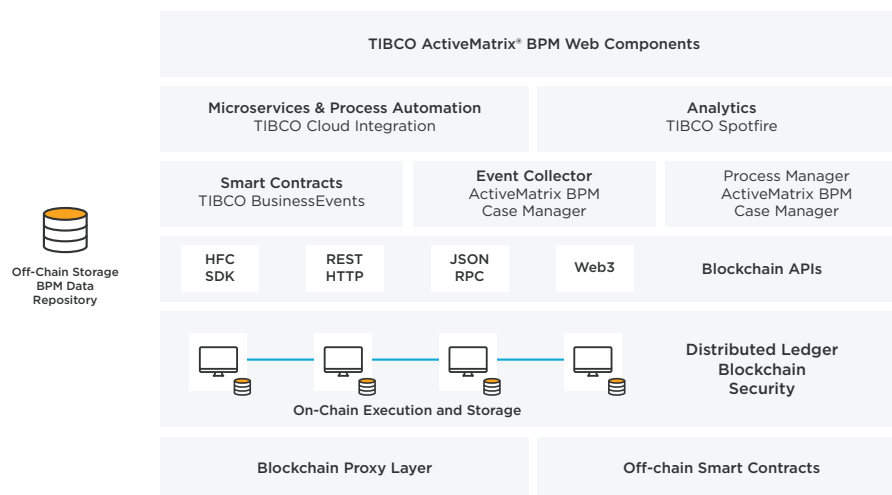 TIBCO ActiveMatrix® BPM Web Components
Microservices & Process Automation
TIBCO Cloud Integration
Analytics
TIBCO Spotfire
Smart Contracts
TIBCO BusinessEvents
Event Collector
ActiveMatrix BPM
Case Manager
Process Manager
ActiveMatrix BPM
Case Manager
Off-Chain Storage
BPM Data
Repository
HFC
SDK
REST
HTTP
JSON
RPC
Web3
Blockchain APIs
Distributed Ledger
Blockchain
Security
On-Chain Execution and Storage
Blockchain Proxy Layer
Off-chain Smart Contracts